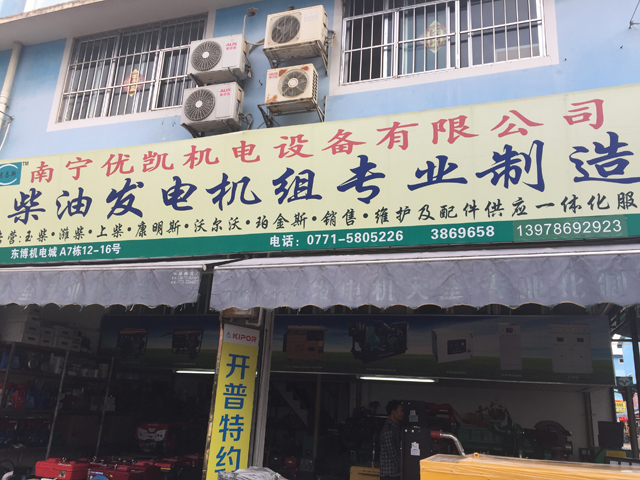 南宁优凯机电设备有限公司
柴油发电机组专业制造
营:玉柴·潍柴·上柴·康明斯·沃尔沃·珀金斯·销售·维护及配件供应一体化服
东博机电城 A7栋12-16号
电话：0771-5805226 3869658 13978692923
KIPOR
开普特约
AUX
AUX
AUX